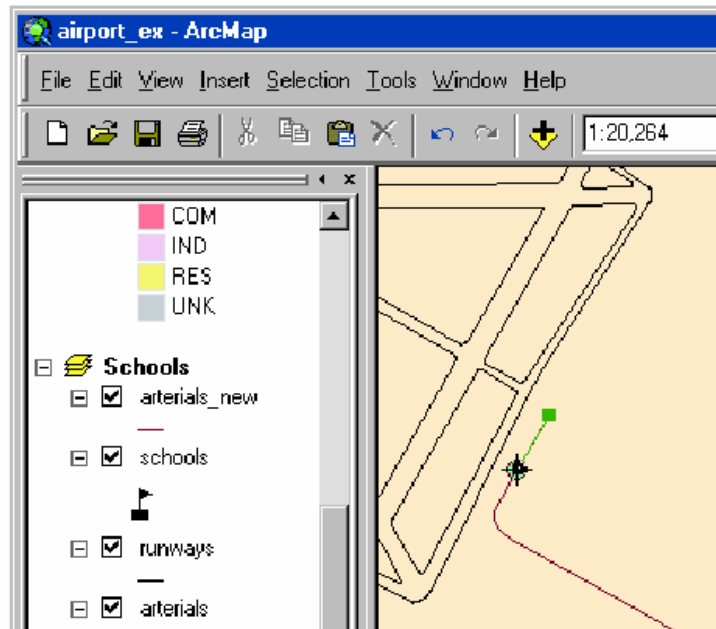 airport_ex - ArcMap
File Edit View Insert Selection Tools Window Help
1:20,264
COM
IND
RES
UNK
Schools
arterials_new
schools
runways
arterials